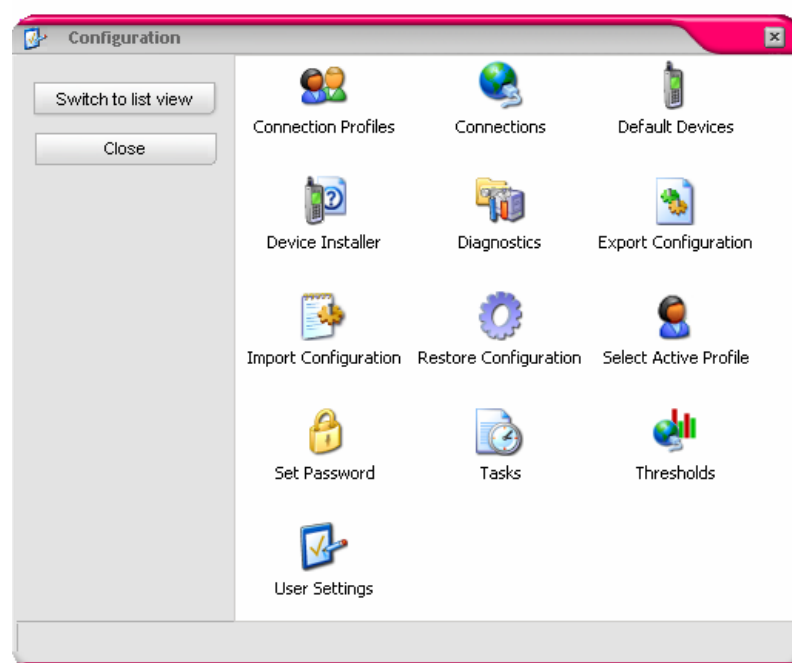 Configuration
Switch to list view
Close
Connection Profiles
Connections
Default Devices
Device Installer
Diagnostics
Export Configuration
Import Configuration
Restore Configuration
Select Active Profile
Set Password
Tasks
Thresholds
User Settings